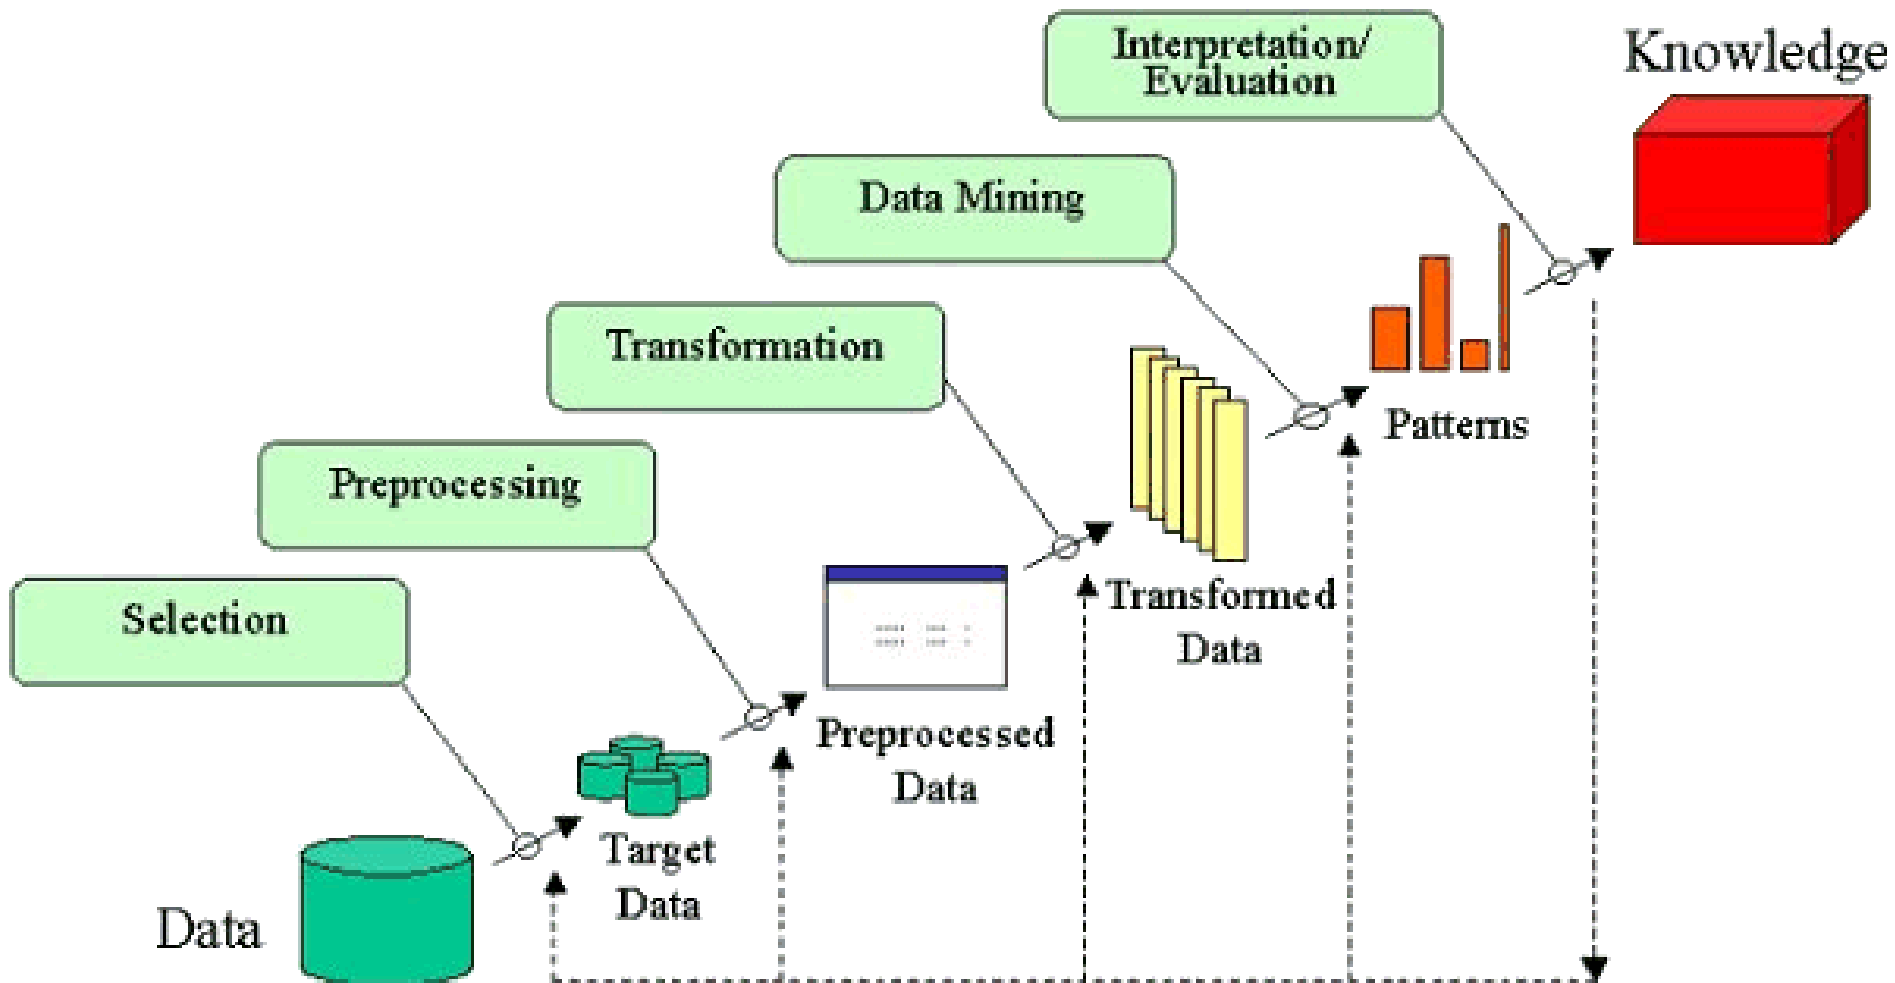 Interpretation/
Evaluation
Knowledge
Data Mining
Transformation
Patterns
Preprocessing
Transformed
Data
Selection
Preprocessed
Data
Target
Data
Data